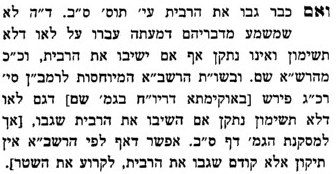 ואם כבר גבו את הרבית עי׳ תוס׳ ס״ב. ד״ה לא
שמשמע מדבריהם דמעתה עברו על לאו דלא
תשימון ואינו נתקן אף אם ישיבו את הרבית, וכ״כ
מהרש״א שם. ובשו״ת הרשב״א המיוחסות לרמב״ן סי׳
רכ״ג פירש [באוקימתא דריו״ח בגמ׳ שם] דגם לאו
דלא תשימון נתקן אם השיבו את הרבית שגבו, [אך
למסקנת הגמ׳ דף ס״ב. אפשר דאף לפי הרשב״א אין
תיקון אלא קודם שגבו את הרבית, לקרוע את השטר].